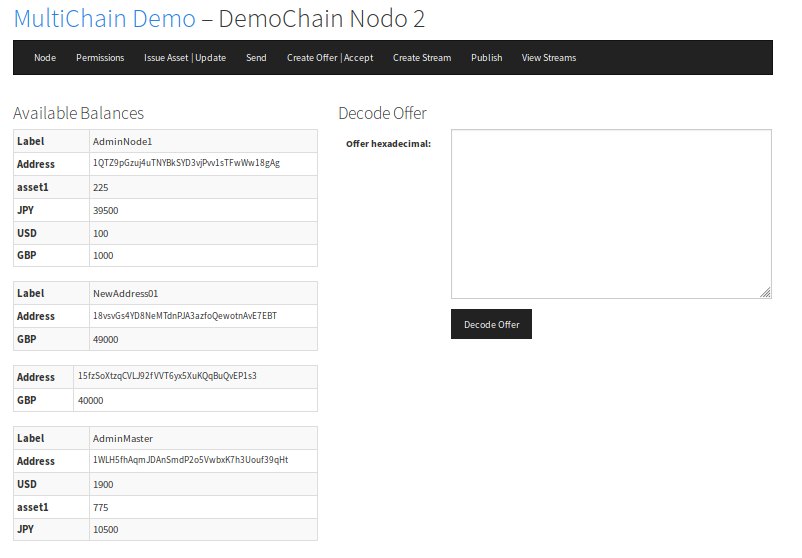 MultiChain Demo – DemoChain Nodo 2
Node Permissions Issue Asset | Update Send Create Offer | Accept Create Stream Publish View Streams
Available Balances
Label AdminNode1
Address 1QTZ9pGzuj4uTNYBkSYD3vjPvv1sTFwWw18gAg
asset1 225
JPY 39500
USD 100
GBP 1000
Label NewAddress01
Address 18vsvGs4YD8NeMTdnPJA3azfoQewotnAvE7EBT
GBP 49000
Address 15fzSoXtzqCVLJ92fVVT6yx5XuKQqBuQvEP1s3
GBP 40000
Label AdminMaster
Address 1WLH5fhAqmJDAnSmdP2o5VwbxK7h3Uouf39qHt
USD 1900
asset1 775
JPY 10500
Decode Offer
Offer hexadecimal:
Decode Offer